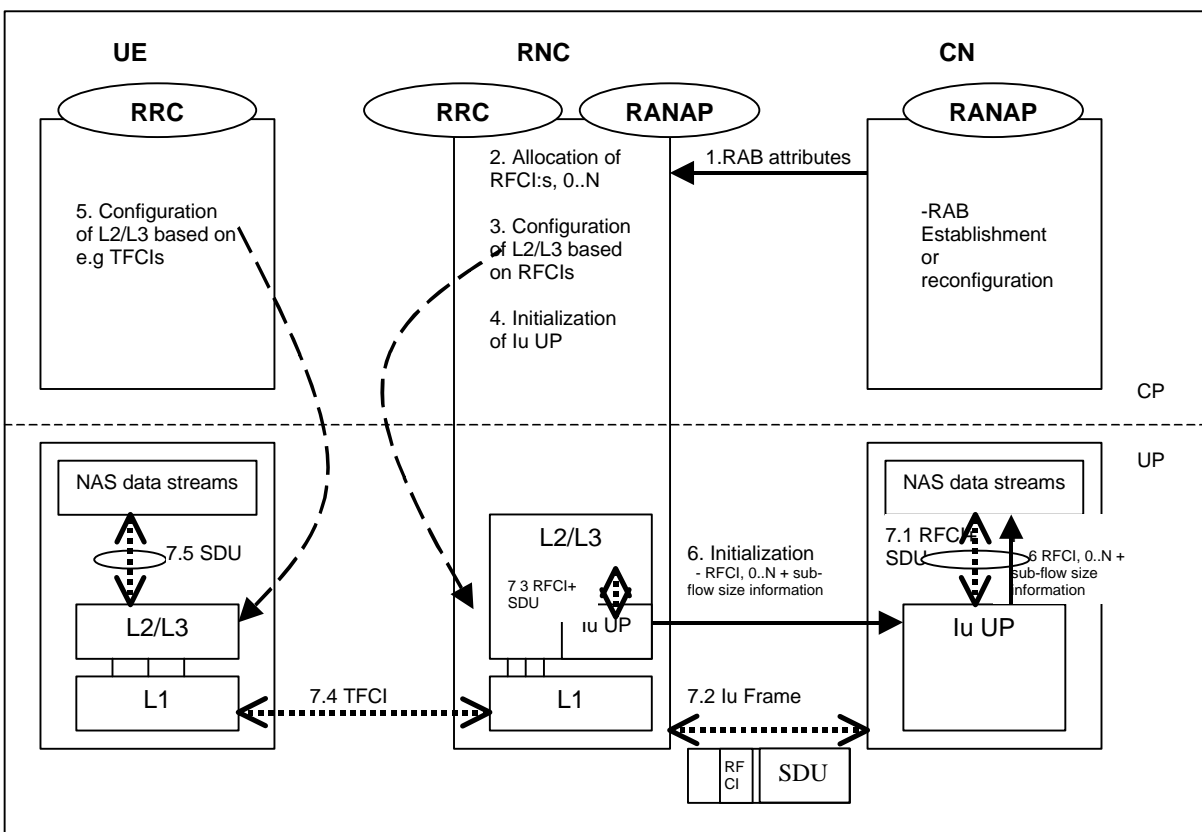 UE
RNC
CN
RRC
RRC
RANAP
RANAP
2. Allocation of
RFCI:s, 0..N
1.RAB attributes
5. Configuration
of L2/L3 based on
e.g TFCIs
3. Configuration
of L2/L3 based
on RFCIs
-RAB
Establishment
or
reconfiguration
4. Initialization
of Iu UP
CP
UP
NAS data streams
NAS data streams
7.5 SDU
L2/L3
7 3 RFCI+
SDU
Iu UP
6. Initialization
- RFCI, 0..N + sub-
flow size information
7.1 RFCI+
SDU
6 RFCI, 0..N +
sub-flow size
information
L2/L3
Iu UP
L1
7.4 TFCI
L1
7.2 Iu Frame
RF
CI
SDU